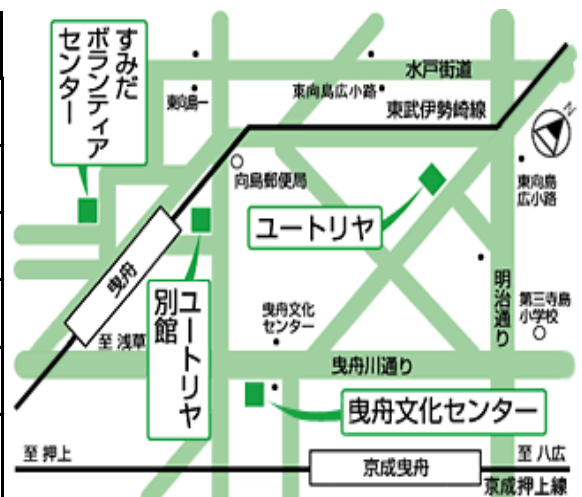 すみだ
ボランティア
センター
水戸街道
東向島一
東向島広小路
東武伊勢崎線
N
向島郵便局
東向島
広小路
ユートリヤ
曳舟
ユートリヤ
別館
至 浅草
曳舟文化
センター
明治通り
第三寺島
小学校
曳舟川通り
曳舟文化センター
至 押上
京成曳舟
至 八広
京成押上線